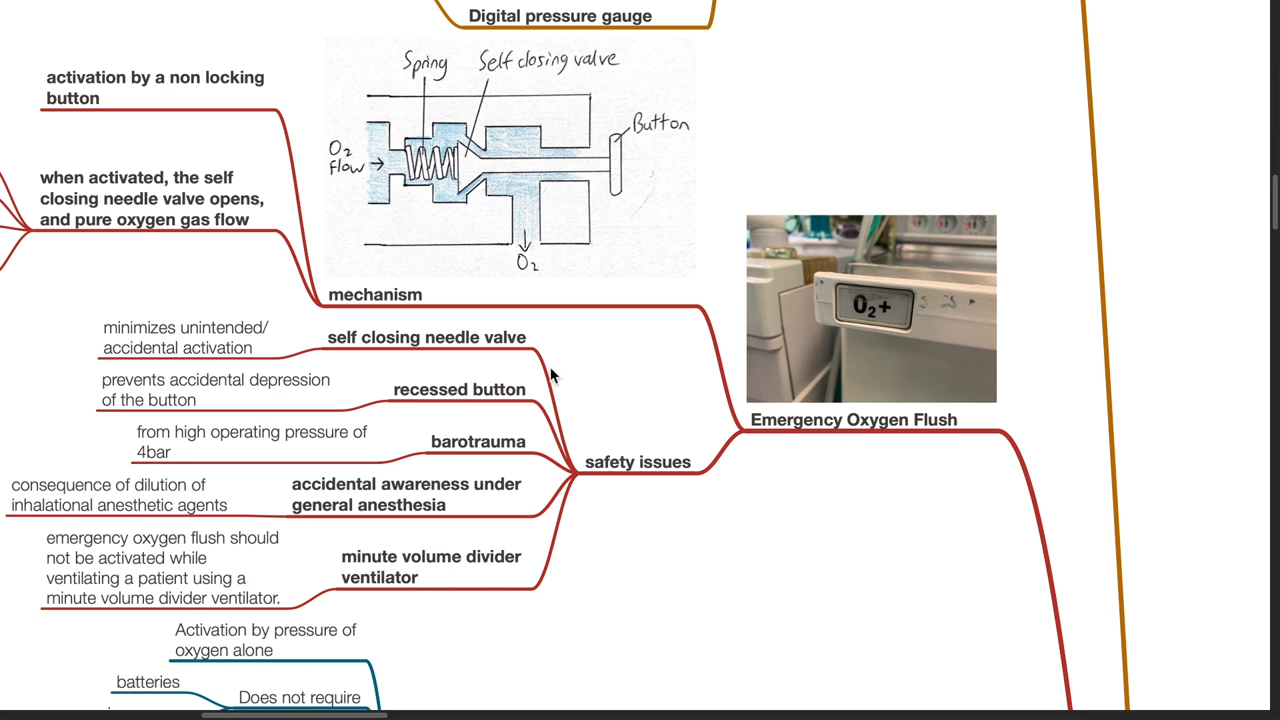 Digital pressure gauge
activation by a non locking
button
Spring
Self closing valve
Button
O2
flow
O2
when activated, the self
closing needle valve opens,
and pure oxygen gas flow
mechanism
O2+
Emergency Oxygen Flush
minimizes unintended/
accidental activation
self closing needle valve
prevents accidental depression
of the button
recessed button
from high operating pressure of
4bar
barotrauma
safety issues
consequence of dilution of
inhalational anesthetic agents
accidental awareness under
general anesthesia
emergency oxygen flush should
not be activated while
ventilating a patient using a
minute volume divider ventilator.
minute volume divider
ventilator
Activation by pressure of
oxygen alone
batteries
Does not require